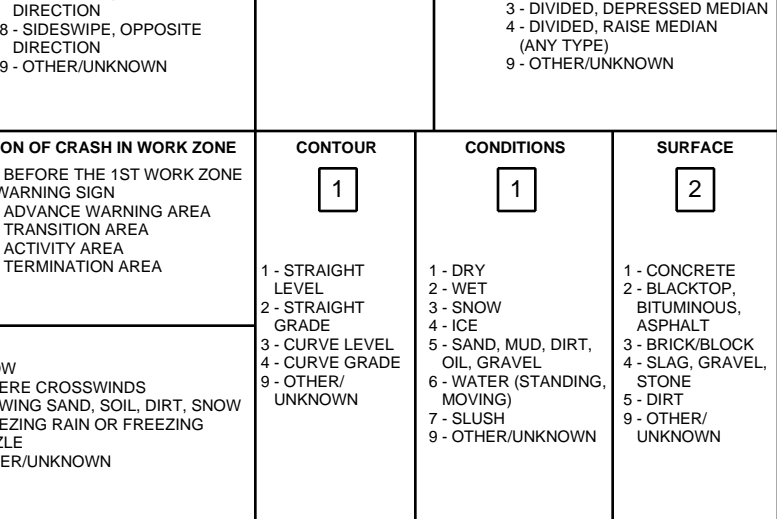 DIRECTION
8 - SIDESWIPE, OPPOSITE
DIRECTION
9 - OTHER/UNKNOWN
3 - DIVIDED, DEPRESSED MEDIAN
4 - DIVIDED, RAISE MEDIAN
(ANY TYPE)
9 - OTHER/UNKNOWN
ON OF CRASH IN WORK ZONE
BEFORE THE 1ST WORK ZONE
WARNING SIGN
ADVANCE WARNING AREA
TRANSITION AREA
ACTIVITY AREA
TERMINATION AREA
OW
ERE CROSSWINDS
WING SAND, SOIL, DIRT, SNOW
EZING RAIN OR FREEZING
ZLE
ER/UNKNOWN
CONTOUR
1
1 - STRAIGHT
LEVEL
2 - STRAIGHT
GRADE
3 - CURVE LEVEL
4 - CURVE GRADE
9 - OTHER/
UNKNOWN
CONDITIONS
1
1 - DRY
2 - WET
3 - SNOW
4 - ICE
5 - SAND, MUD, DIRT,
OIL, GRAVEL
6 - WATER (STANDING,
MOVING)
7 - SLUSH
9 - OTHER/UNKNOWN
SURFACE
2
1 - CONCRETE
2 - BLACKTOP,
BITUMINOUS,
ASPHALT
3 - BRICK/BLOCK
4 - SLAG, GRAVEL,
STONE
5 - DIRT
9 - OTHER/
UNKNOWN